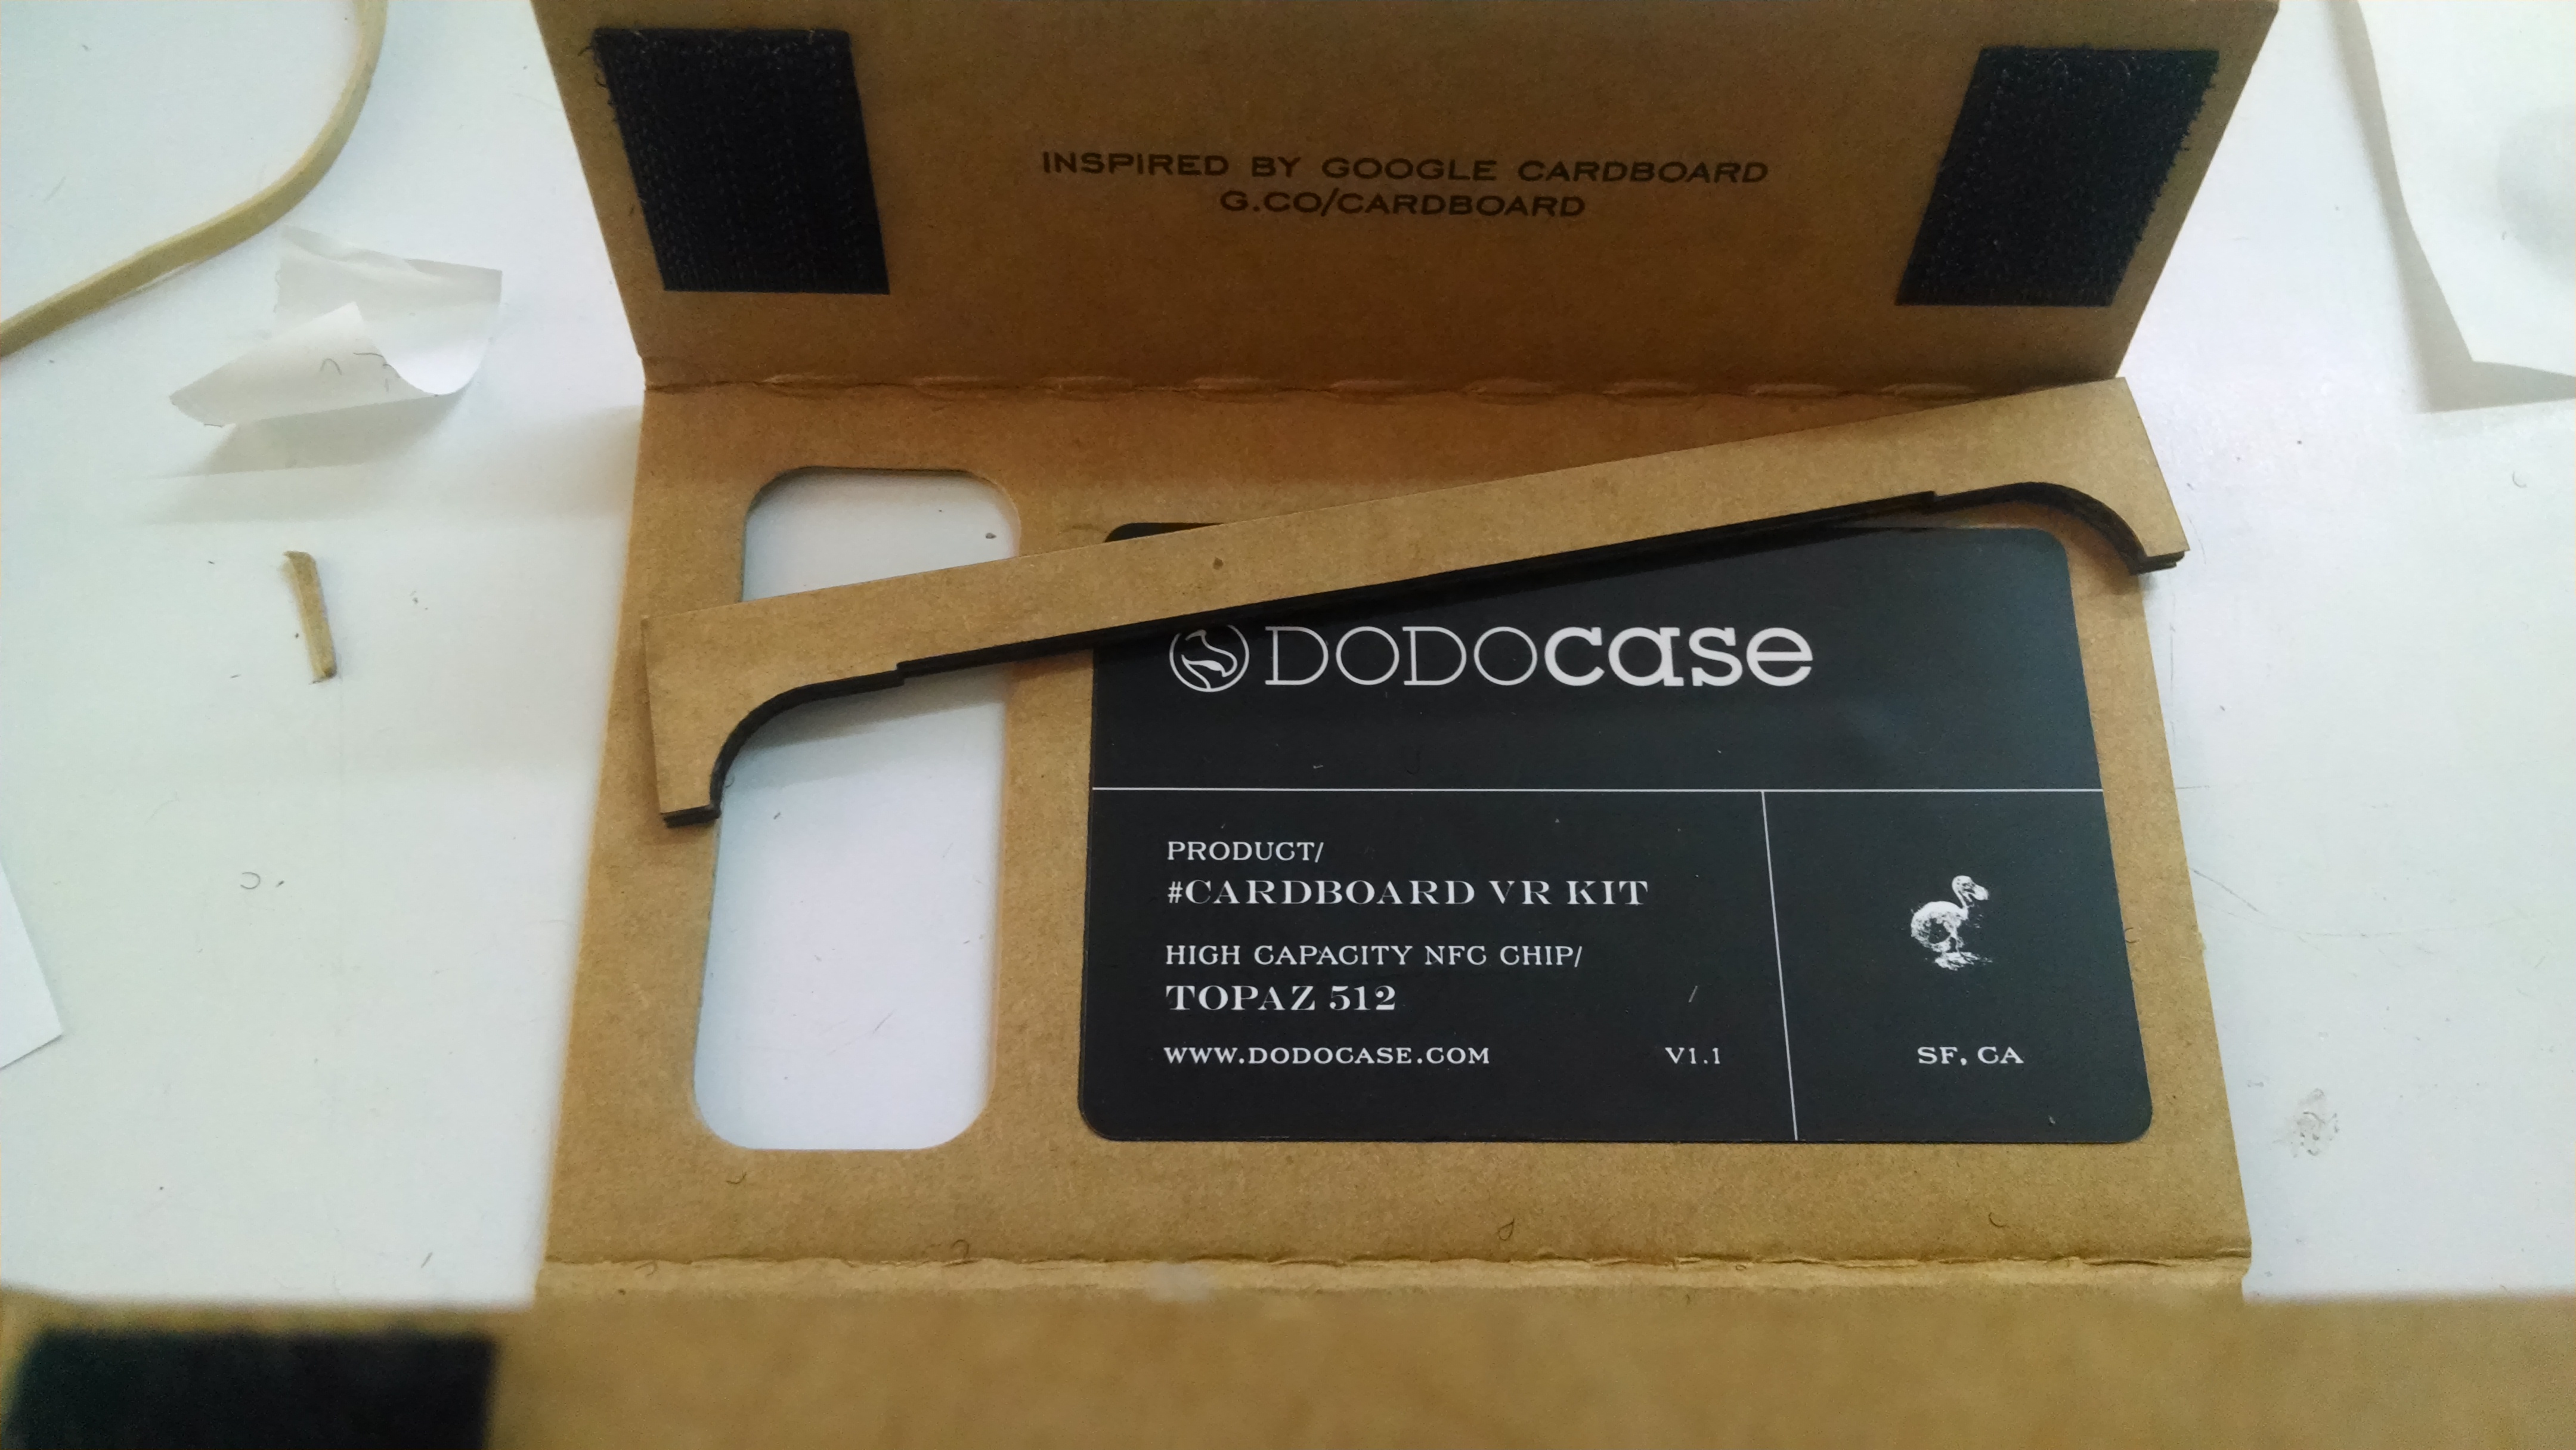 INSPIRED BY GOOGLE CARDBOARD
G.CO/CARDBOARD
DODOcase
PRODUCT/
#CARDBOARD VR KIT
HIGH CAPACITY NFC CHIP/
TOPAZ 512
WWW.DODOCASE.COM V1.1
SF, CA